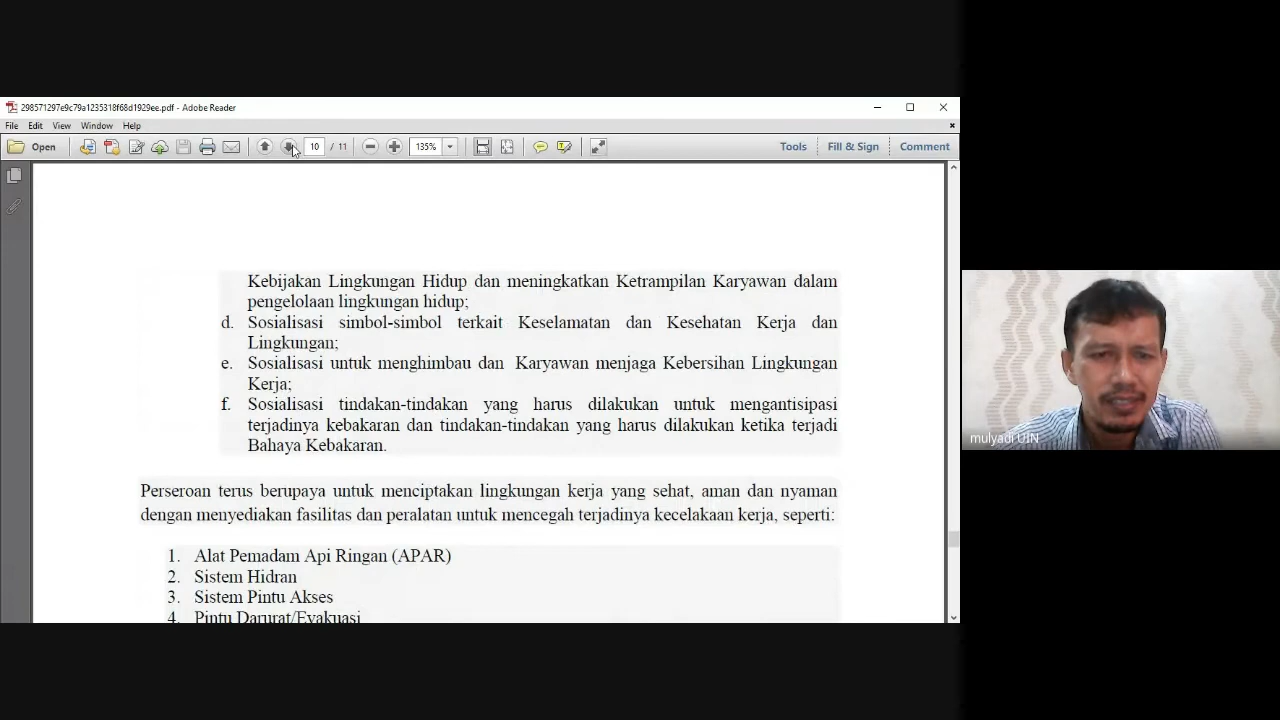 298571297e9c79a1235318f68d1929ee.pdf - Adobe Reader
File Edit View Window Help
Open 10 / 11 135% Tools Fill & Sign Comment
Kebijakan Lingkungan Hidup dan meningkatkan Ketrampilan Karyawan dalam
pengelolaan lingkungan hidup;
d. Sosialisasi simbol-simbol terkait Keselamatan dan Kesehatan Kerja dan
Lingkungan;
e. Sosialisasi untuk menghimbau dan Karyawan menjaga Kebersihan Lingkungan
Kerja;
f. Sosialisasi tindakan-tindakan yang harus dilakukan untuk mengantisipasi
terjadinya kebakaran dan tindakan-tindakan yang harus dilakukan ketika terjadi
Bahaya Kebakaran.
Perseroan terus berupaya untuk menciptakan lingkungan kerja yang sehat, aman dan nyaman
dengan menyediakan fasilitas dan peralatan untuk mencegah terjadinya kecelakaan kerja, seperti:
1. Alat Pemadam Api Ringan (APAR)
2. Sistem Hidran
3. Sistem Pintu Akses
4. Pintu Darurat/Evakuasi
mulyadi UIN